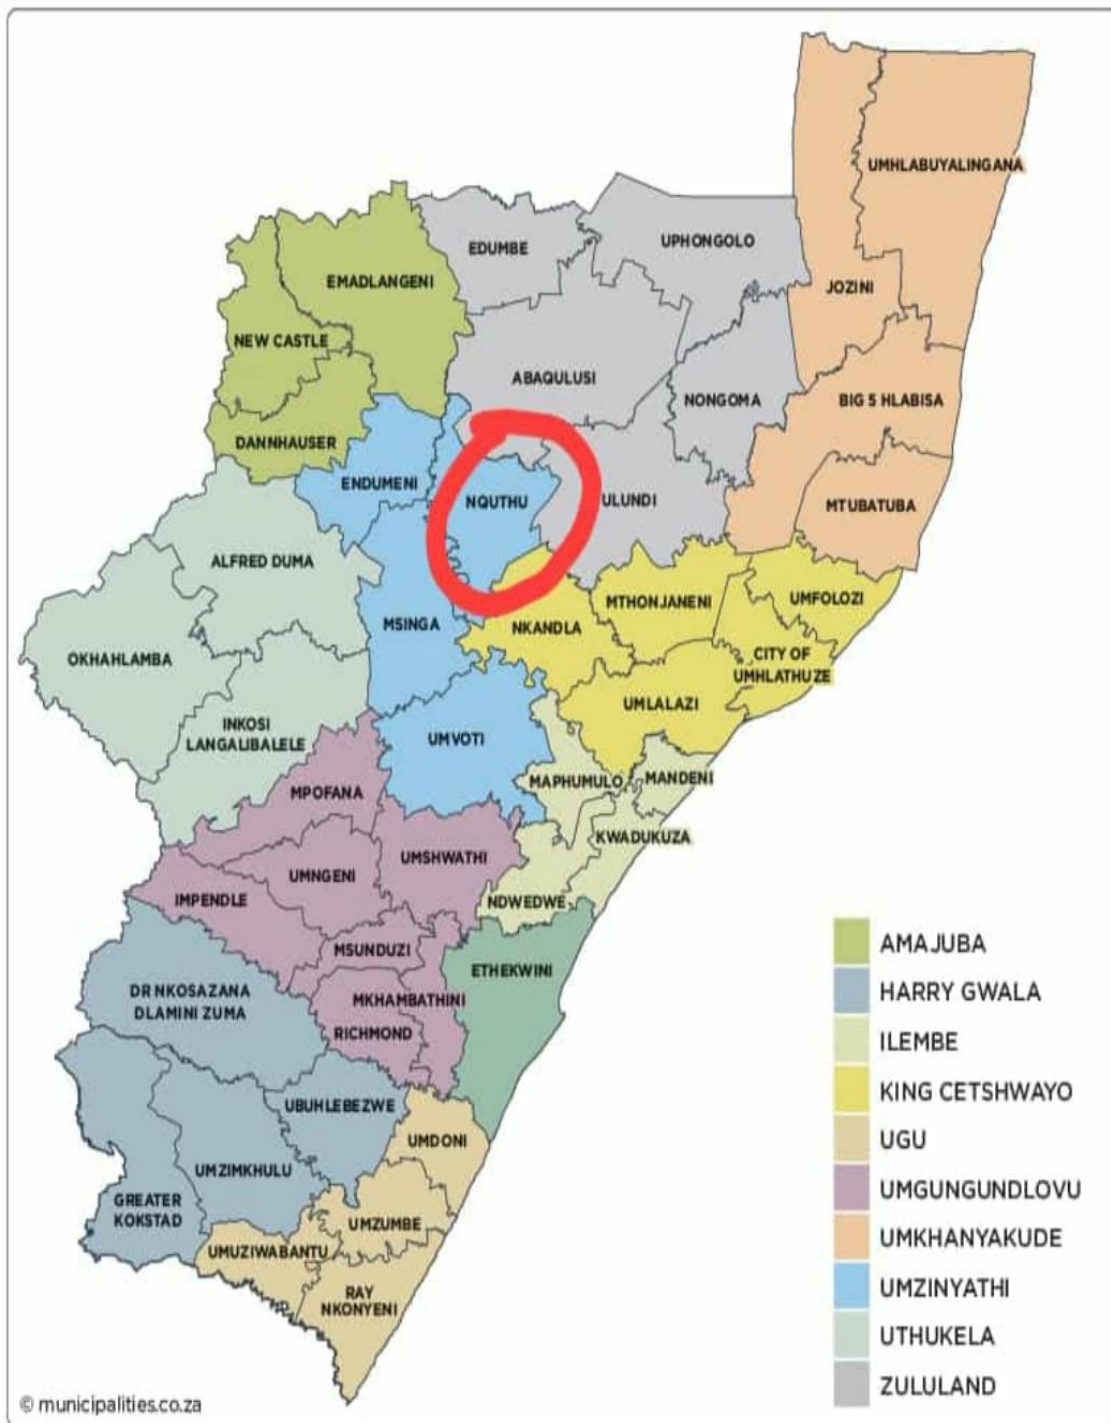 UMHLABUYALINGANA
EDUMBE
UPHONGOLO
EMADLANGENI
JOZINI
NEW CASTLE
ABAQULUSI
NONGOMA
BIG 5 HLABISA
DANNHAUSER
ENDUMENI
NQUTHU
ULUNDI
MTUBATUBA
ALFRED DUMA
MTHONJANENI
UMFOLOZI
MSINGA
NKANDLA
OKHAHLAMBA
CITY OF
UMHLATHUZE
UMLALAZI
INKOSI
LANGALIBALELE
UMVOTI
MAPHUMULO
MANDENI
MPOFANA
KWADUKUZA
UMSHWATHI
UMNGENI
IMPENDLE
NDWEDWE
MSUNDUZI
ETHEKWINI
DR NKOSAZANA
DLAMINI ZUMA
MKHAMBATHINI
RICHMOND
UBUHLEBEZWE
UMDONI
UMZIMKHULU
GREATER
KOKSTAD
UMZUMBE
UMUZIWABANTU
RAY
NKONYENI
AMAJUBA
HARRY GWALA
ILEMBE
KING CETSHWAYO
UGU
UMGUNGUNDLOVU
UMKHANYAKUDE
UMZINYATHI
UTHUKELA
ZULULAND
© municipalities.co.za